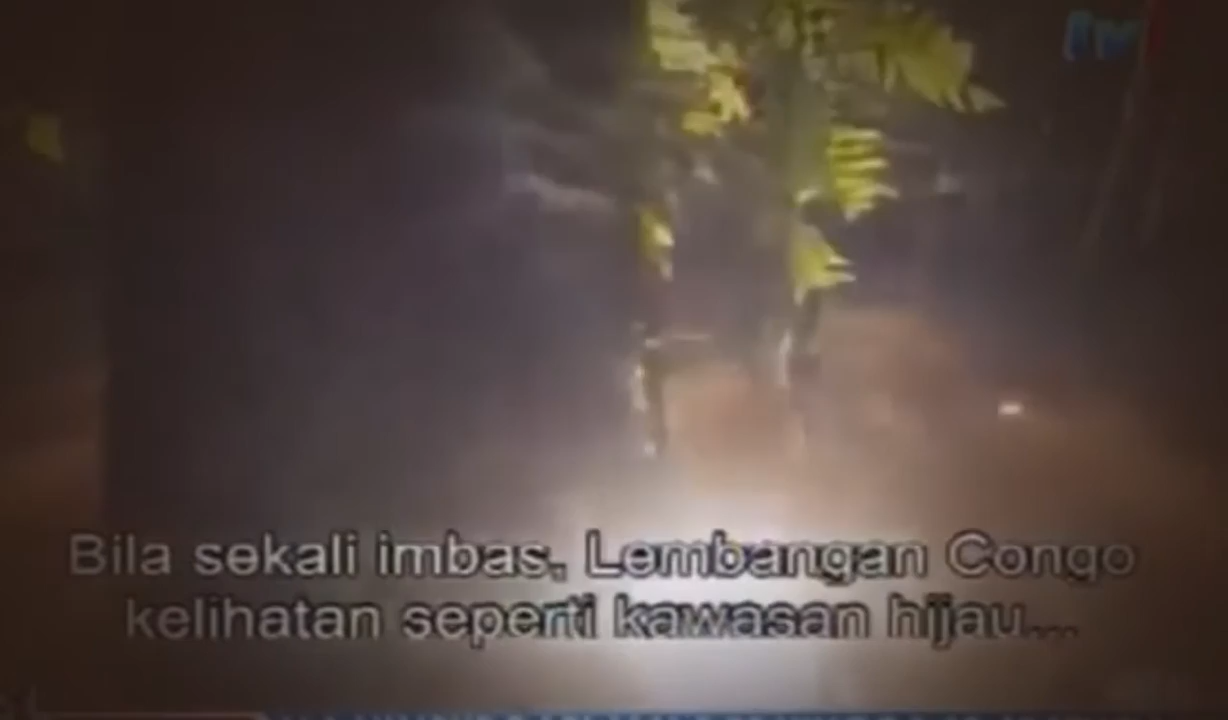 Bila sekali imbas, Lembangan Congo
kelihatan seperti kawasan hijau...